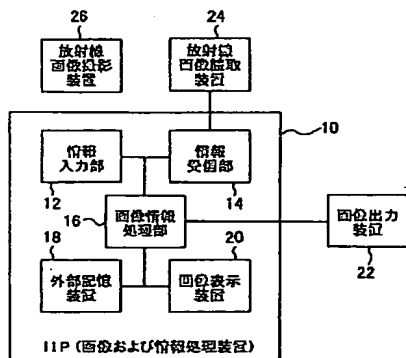 26
24
放射線
画像撮影
装置
放射線
画像読取
装置
10
情報
入力部
情報
受信部
12
14
16
画像情報
処理部
画像出力
装置
18
20
22
外部記憶
装置
画像表示
装置
IIP (画像および情報処理装置)